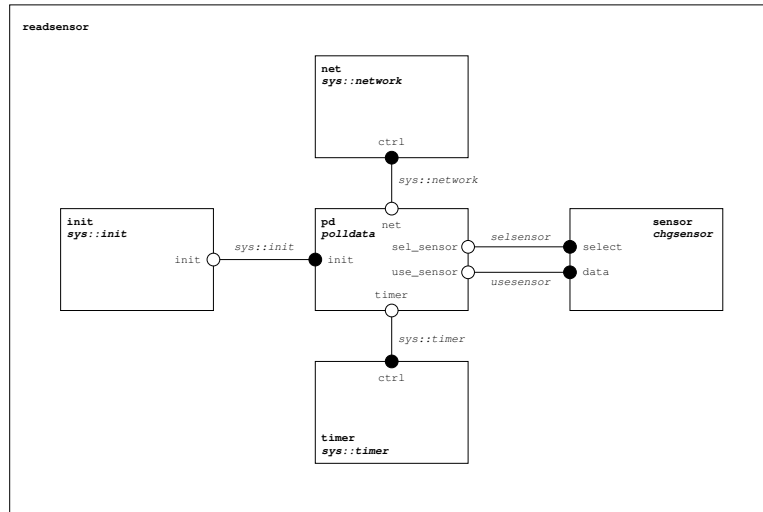 readsensor
net
sys::network
ctrl
sys::network
init
sys::init
init
sys::init
pd
polldata
net
init
sel_sensor
use_sensor
timer
selsensor
usesensor
sensor
chgsensor
select
data
sys::timer
ctrl
timer
sys::timer